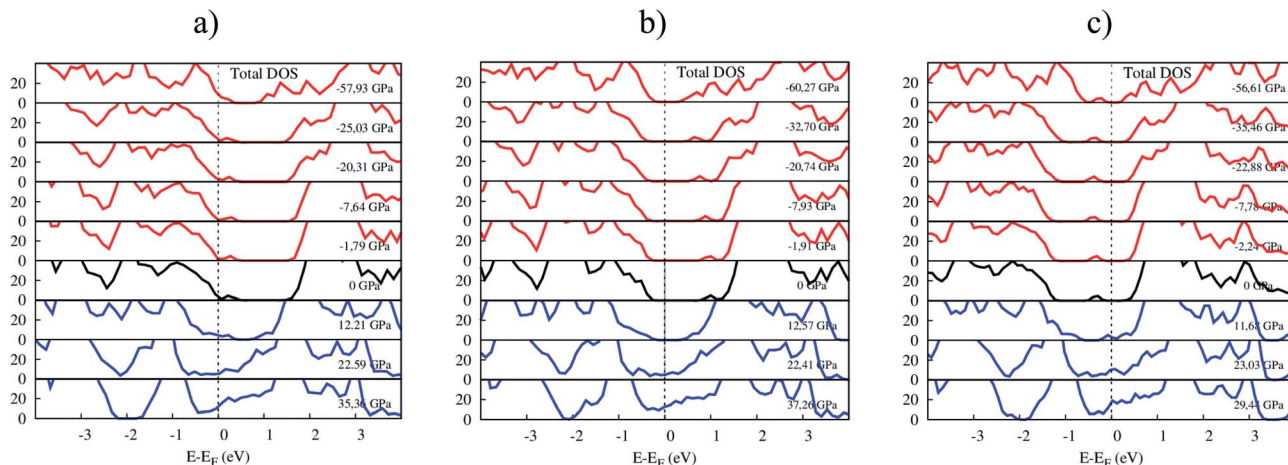 a)
Total DOS
20
0
-57,93 GPa
20
0
-25,03 GPa
20
0
-20,31 GPa
20
0
-7,64 GPa
20
0
-1,79 GPa
20
0
0 GPa
20
0
12.21 GPa
20
0
22.59 GPa
20
0
35,36 GPa
-3 -2 -1 0 1 2 3
E-EF (eV)
b)
Total DOS
20
0
-60,27 GPa
20
0
-32,70 GPa
20
0
-20,74 GPa
20
0
-7,93 GPa
20
0
-1,91 GPa
20
0
0 GPa
20
0
12,57 GPa
20
0
22,41 GPa
20
0
37,26 GPa
-3 -2 -1 0 1 2 3
E-EF (eV)
c)
Total DOS
20
0
-56,61 GPa
20
0
-35,46 GPa
20
0
-22,88 GPa
20
0
-7,78 GPa
20
0
-2,24 GPa
20
0
0 GPa
20
0
11,68 GPa
20
0
23,03 GPa
20
0
29,44 GPa
-3 -2 -1 0 1 2 3
E-EF (eV)